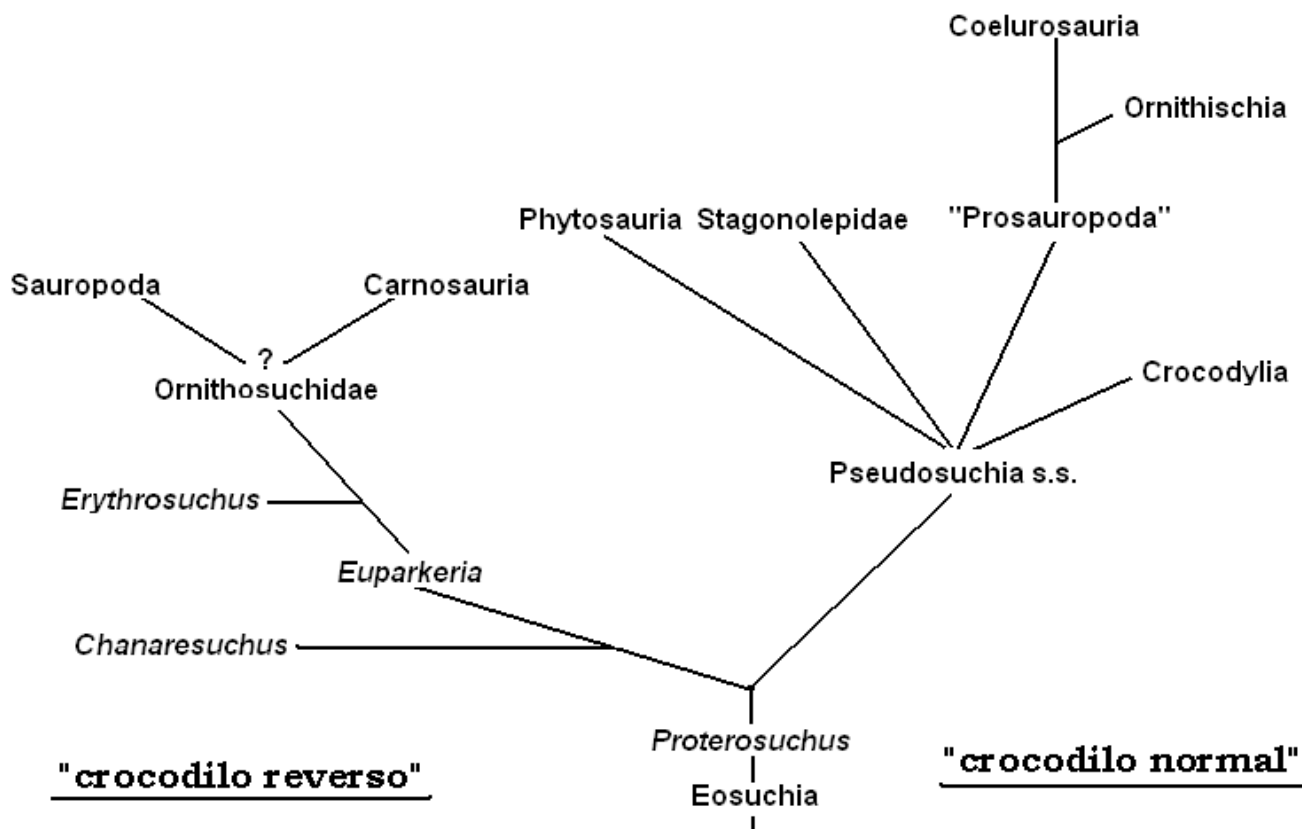 Coelurosauria
Ornithischia
Phytosauria Stagonolepidae "Prosauropoda"
Sauropoda Carnosauria
?
Ornithosuchidae
Crocodylia
Pseudosuchia s.s.
Erythrosuchus
Euparkeria
Chanaresuchus
Proterosuchus
"crocodilo reverso" "crocodilo normal"
Eosuchia